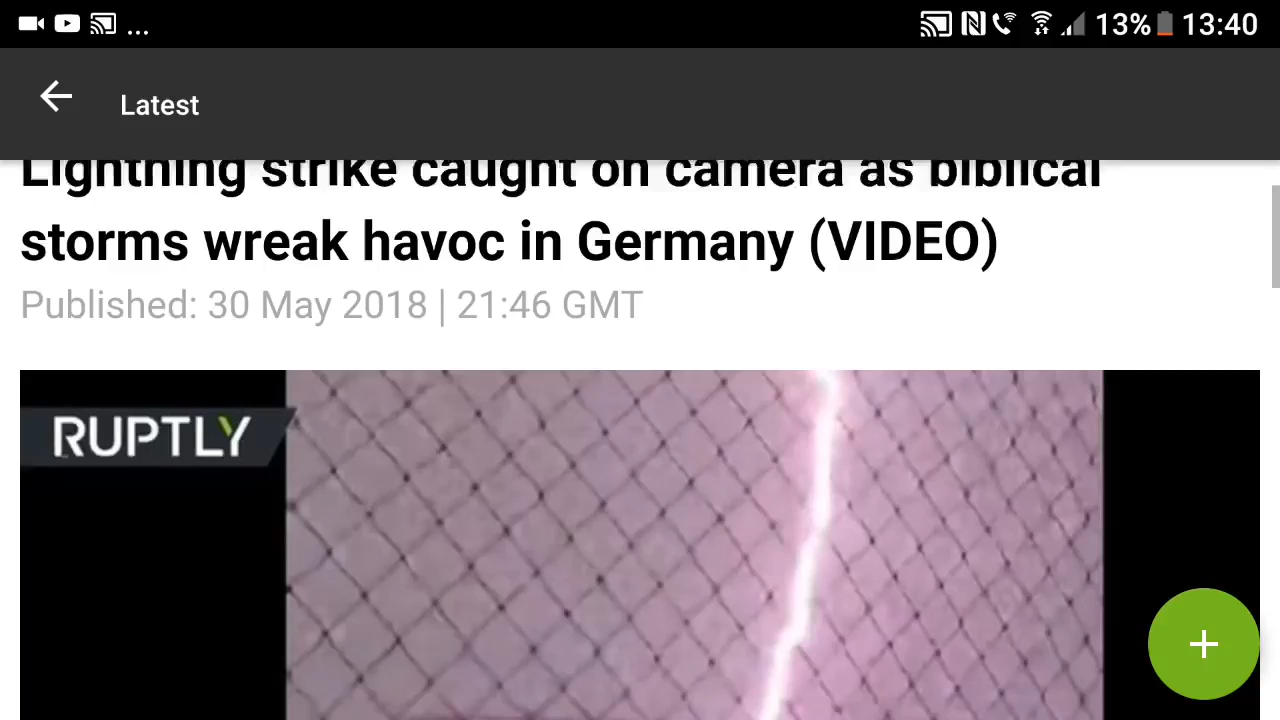 ... 13% 13:40
Latest
Lightning strike caught on camera as biblical
storms wreak havoc in Germany (VIDEO)
Published: 30 May 2018 | 21:46 GMT
RUPTLY